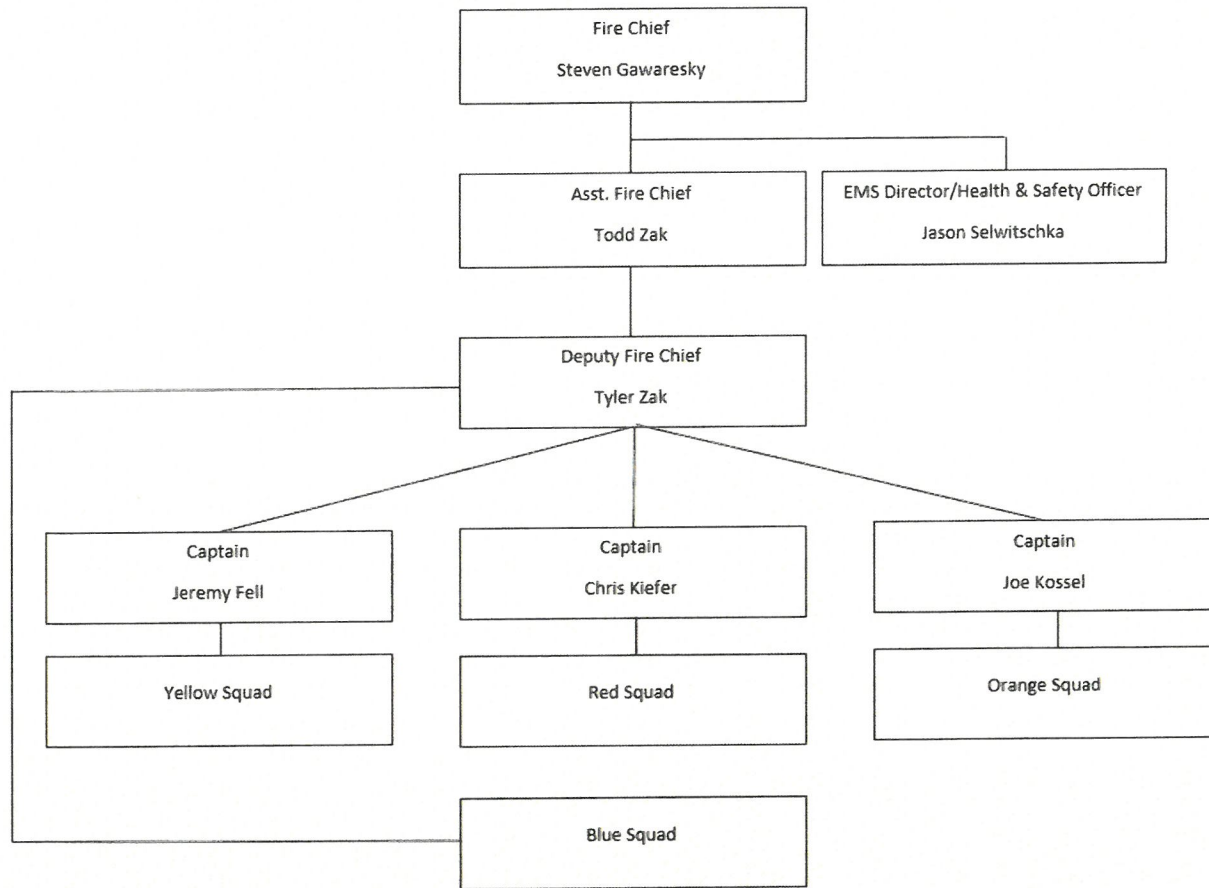 Fire Chief
Steven Gawaresky
Asst. Fire Chief
Todd Zak
EMS Director/Health & Safety Officer
Jason Selwitschka
Deputy Fire Chief
Tyler Zak
Captain
Jeremy Fell
Captain
Chris Kiefer
Captain
Joe Kossel
Yellow Squad
Red Squad
Orange Squad
Blue Squad